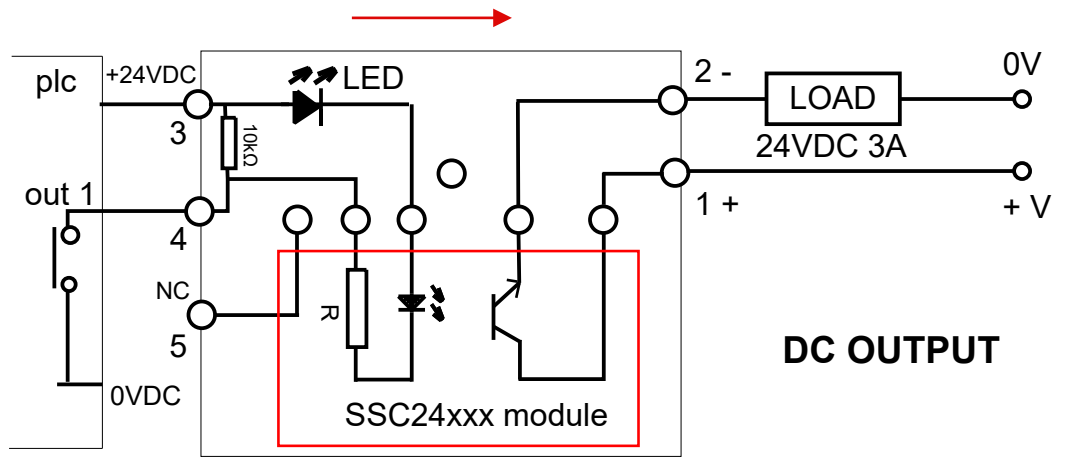 plc
+24VDC
LED
3
10kΩ
out 1
4
NC
5
0VDC
R
SSC24xxx module
2 -
LOAD
0V
24VDC 3A
1 +
+ V
DC OUTPUT